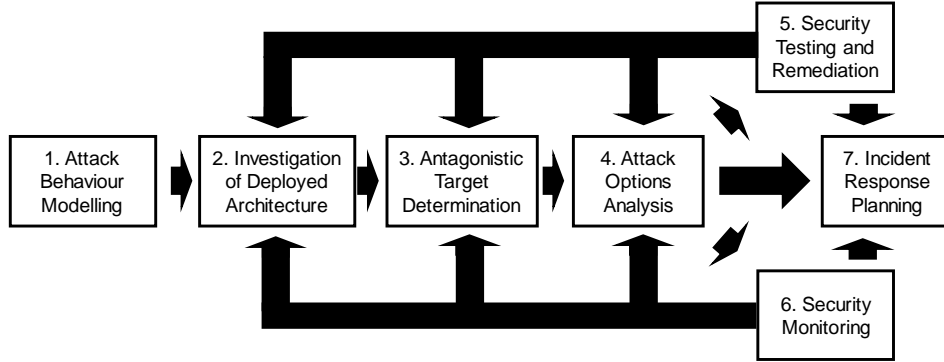 5. Security
Testing and
Remediation
1. Attack
Behaviour
Modelling
2. Investigation
of Deployed
Architecture
3. Antagonistic
Target
Determination
4. Attack
Options
Analysis
7. Incident
Response
Planning
6. Security
Monitoring